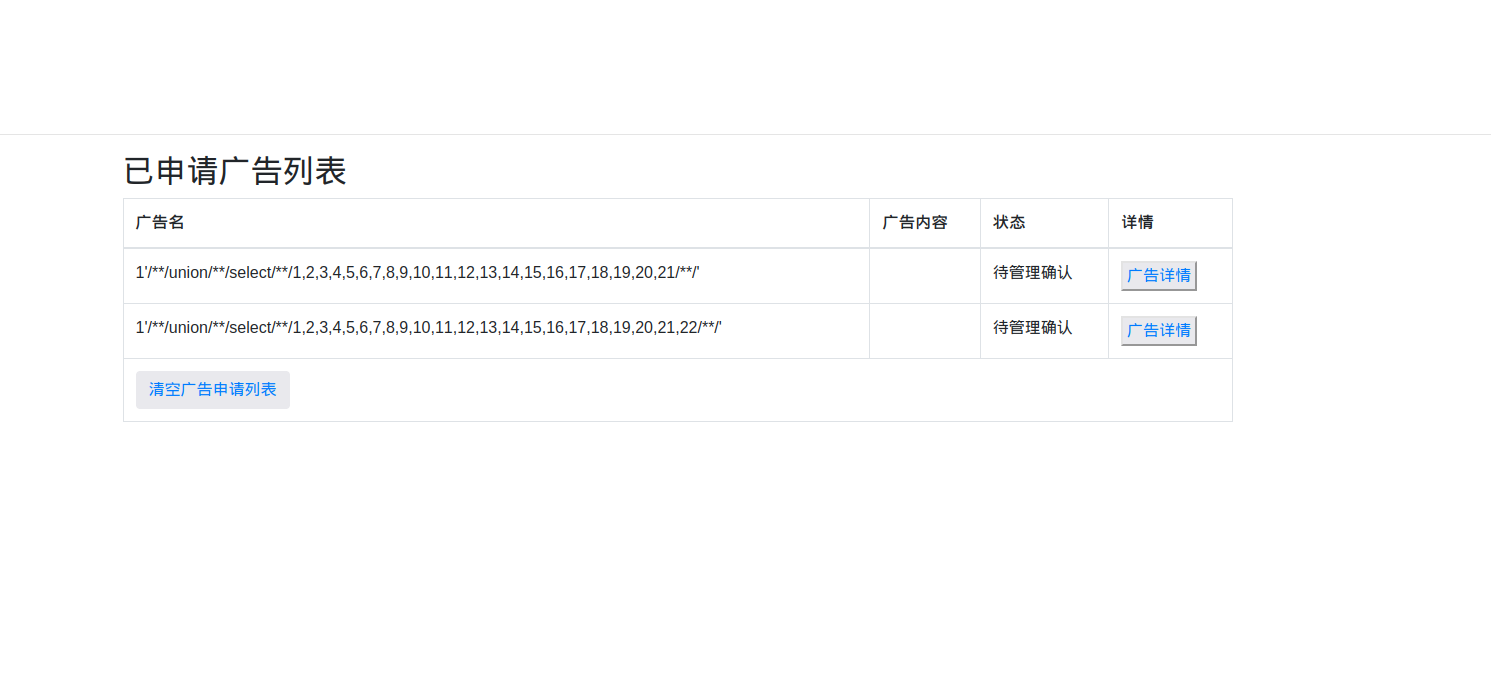 已申请广告列表
广告名 广告内容 状态 详情
1'/**/union/**/select/**/1,2,3,4,5,6,7,8,9,10,11,12,13,14,15,16,17,18,19,20,21/**/' 待管理确认 广告详情
1'/**/union/**/select/**/1,2,3,4,5,6,7,8,9,10,11,12,13,14,15,16,17,18,19,20,21,22/**/' 待管理确认 广告详情
清空广告申请列表